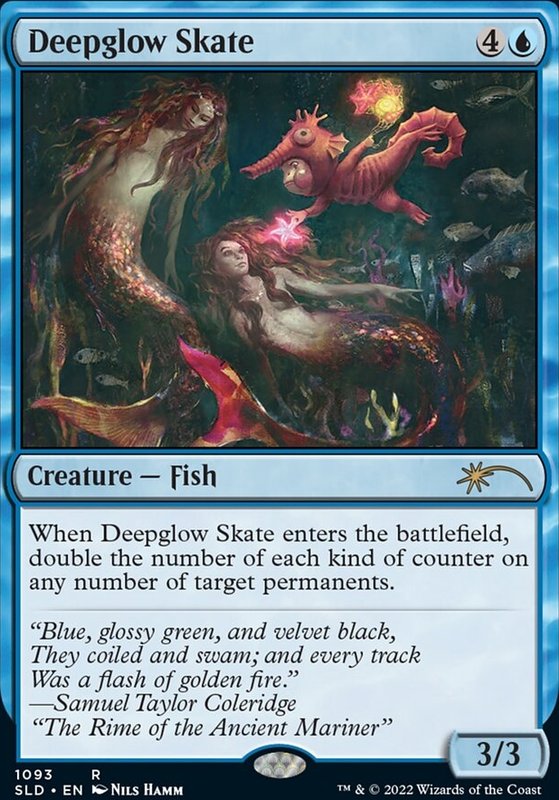 Deepglow Skate 4
Creature — Fish
When Deepglow Skate enters the battlefield,
double the number of each kind of counter on
any number of target permanents.
“Blue, glossy green, and velvet black,
They coiled and swam; and every track
Was a flash of golden fire.”
—Samuel Taylor Coleridge
“The Rime of the Ancient Mariner”
3/3
1093 R
SLD • EN Nils Hamm
™ & © 2022 Wizards of the Coast